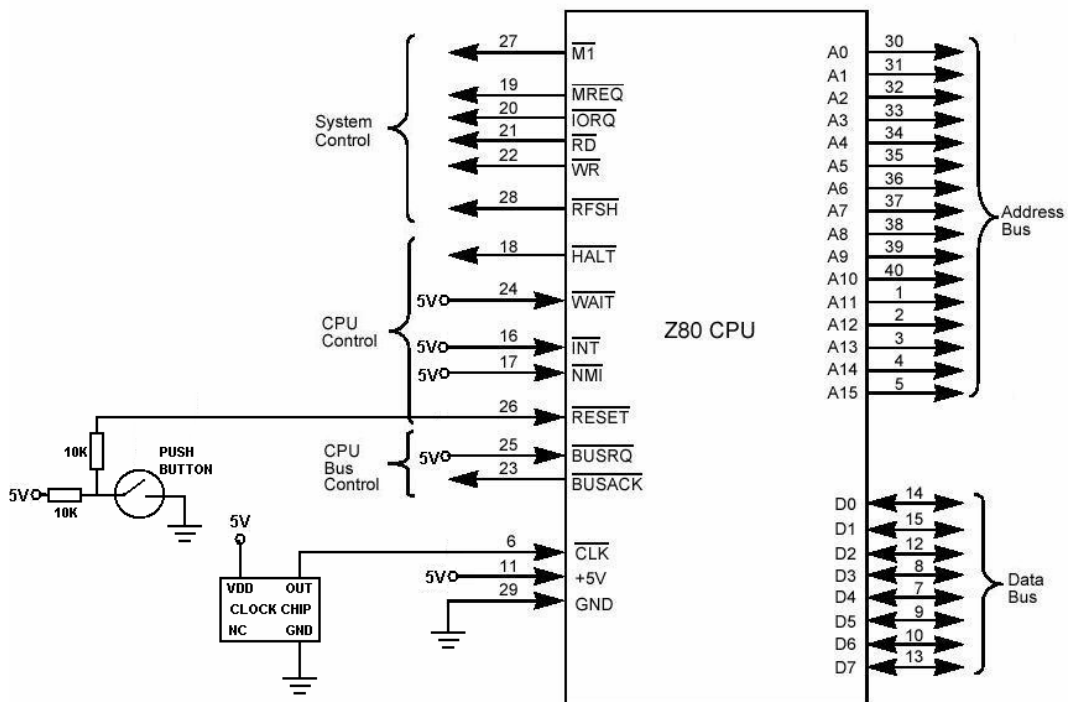 System
Control
27
M1
19
MREQ
20
IORQ
21
RD
22
WR
28
RFSH
CPU
Control
18
HALT
5V
24
WAIT
5V
16
INT
5V
17
NMI
26
RESET
CPU
Bus
Control
5V
25
BUSRQ
23
BUSACK
10K
PUSH
BUTTON
5V
10K
5V
VDD OUT
CLOCK CHIP
NC GND
6
CLK
5V
11
+5V
29
GND
Z80 CPU
A0 30
A1 31
A2 32
A3 33
A4 34
A5 35
A6 36
A7 37
A8 38
A9 39
A10 40
A11 1
A12 2
A13 3
A14 4
A15 5
Address
Bus
D0 14
D1 15
D2 12
D3 8
D4 7
D5 9
D6 10
D7 13
Data
Bus